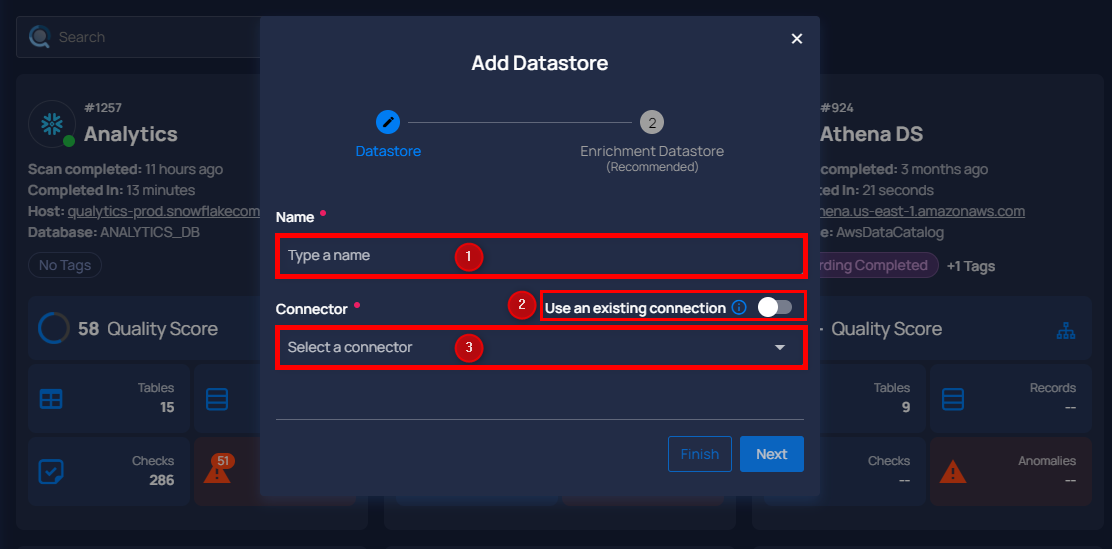 Search
Add Datastore
2
Datastore
Enrichment Datastore
(Recommended)
Name
Type a name
1
Connector
2
Use an existing connection
Select a connector
3
Finish
Next
#1257
Analytics
Scan completed: 11 hours ago
Completed In: 13 minutes
Host: qualytics-prod.snowflakecom
Database: ANALYTICS_DB
No Tags
58 Quality Score
Tables
15
Checks
286
51
#924
Athena DS
completed: 3 months ago
ed In: 21 seconds
ena.us-east-1.amazonaws.com
e: AwsDataCatalog
rding Completed
+1 Tags
- Quality Score
Tables
9
Records
--
Checks
--
Anomalies
--